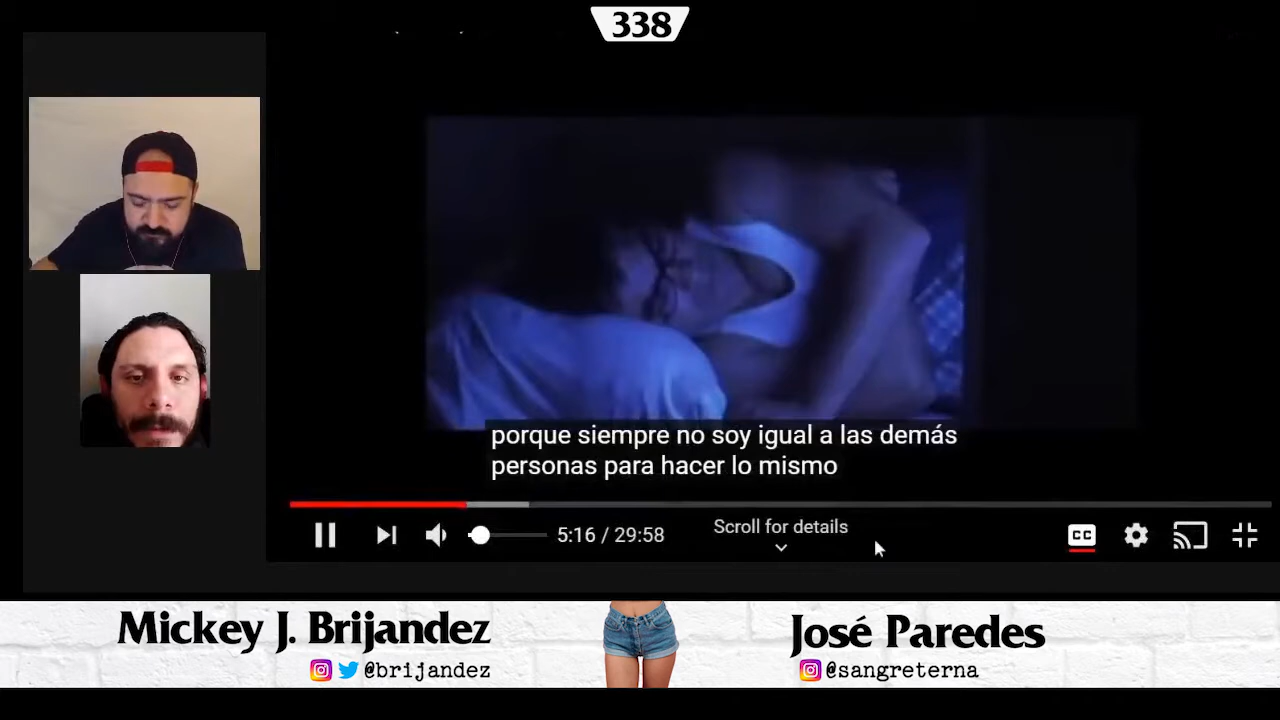 338
porque siempre no soy igual a las demás
personas para hacer lo mismo
5:16 / 29:58
Scroll for details
CC
Mickey J. Brijandez
@brijandez
José Paredes
@sangreterna